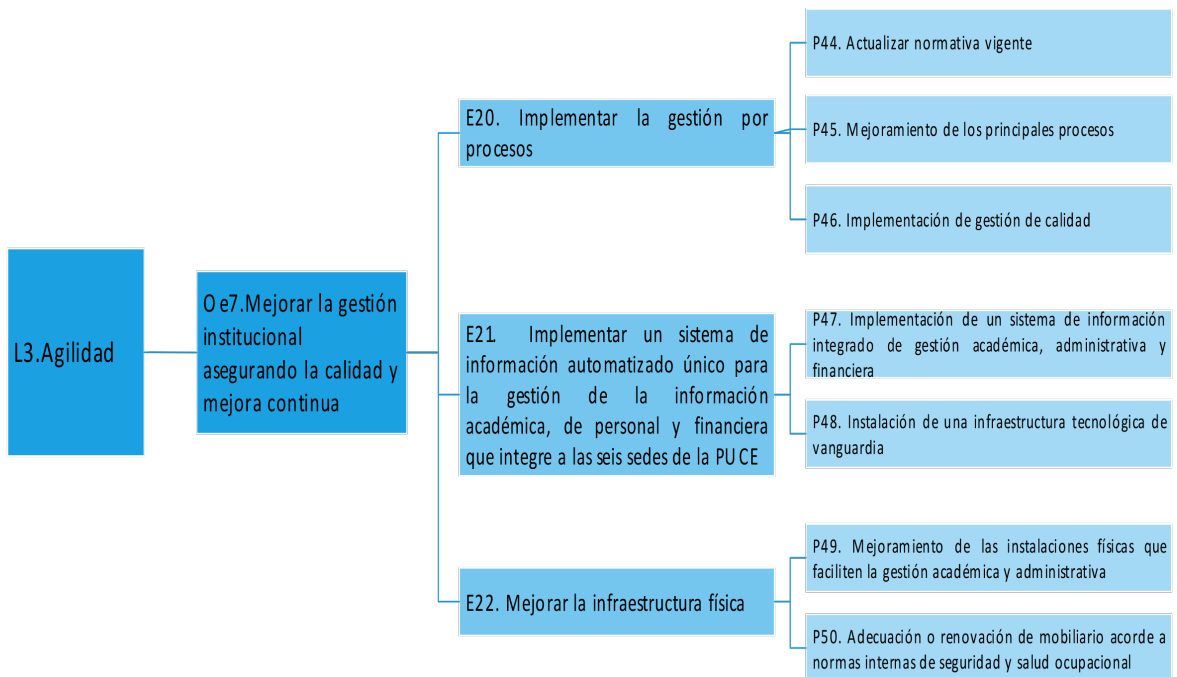 L3.Agilidad
Oe7.Mejorar la gestión
institucional
asegurando la calidad y
mejora continua
E20. Implementar la gestión por
procesos
P44. Actualizar normativa vigente
P45. Mejoramiento de los principales procesos
P46. Implementación de gestión de calidad
E21. Implementar un sistema de
información automatizado único para
la gestión de la información
académica, de personal y financiera
que integre a las seis sedes de la PUCE
P47. Implementación de un sistema de información
integrado de gestión académica, administrativa y
financiera
P48. Instalación de una infraestructura tecnológica de
vanguardia
E22. Mejorar la infraestructura física
P49. Mejoramiento de las instalaciones físicas que
faciliten la gestión académica y administrativa
P50. Adecuación o renovación de mobiliario acorde a
normas internas de seguridad y salud ocupacional